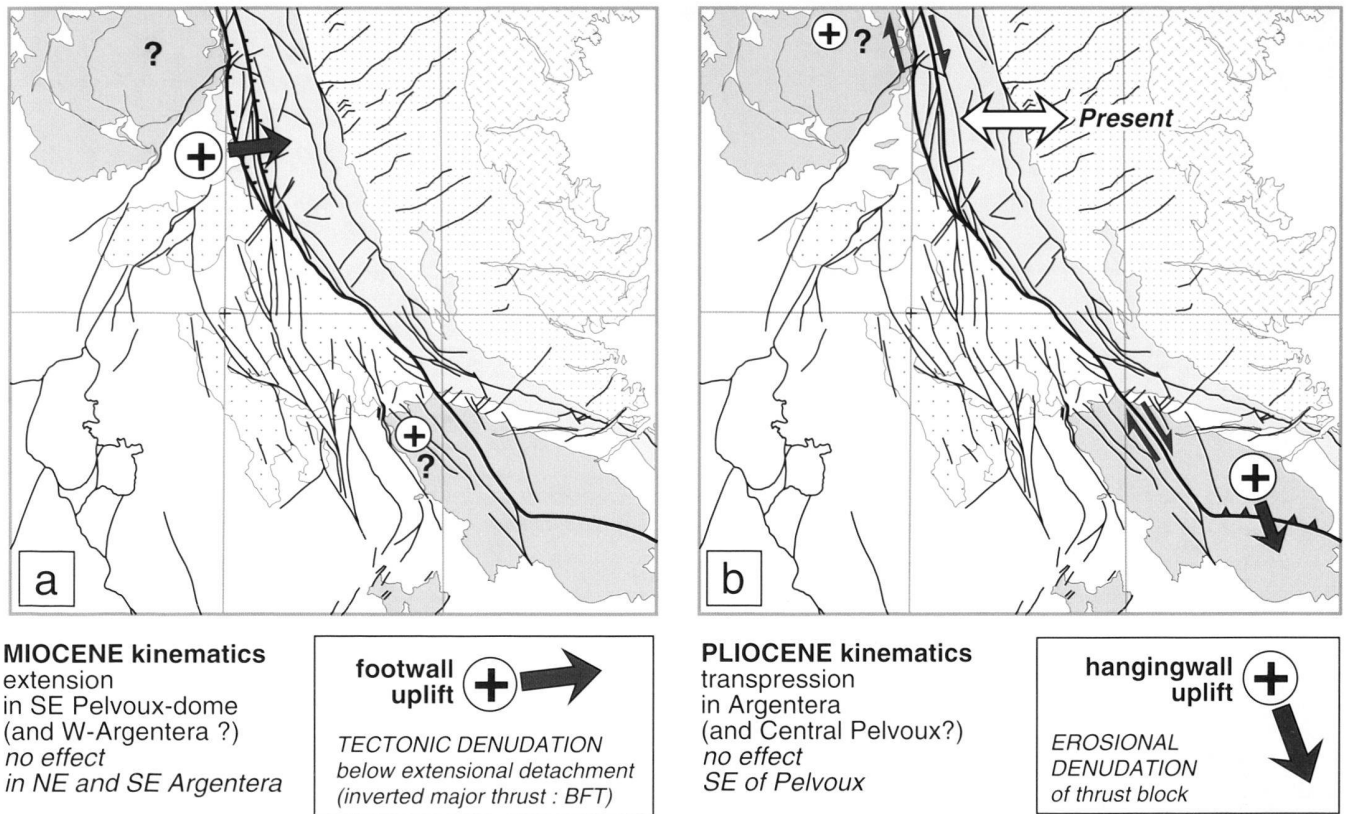 ?
a
?
MIOCENE kinematics
extension
in SE Pelvoux-dome
(and W-Argentera ?)
no effect
in NE and SE Argentera
footwall
uplift
TECTONIC DENUDATION
below extensional detachment
(inverted major thrust : BFT)
?
Present
b
PLIOCENE kinematics
transpression
in Argentera
(and Central Pelvoux?)
no effect
SE of Pelvoux
hangingwall
uplift
EROSIONAL
DENUDATION
of thrust block